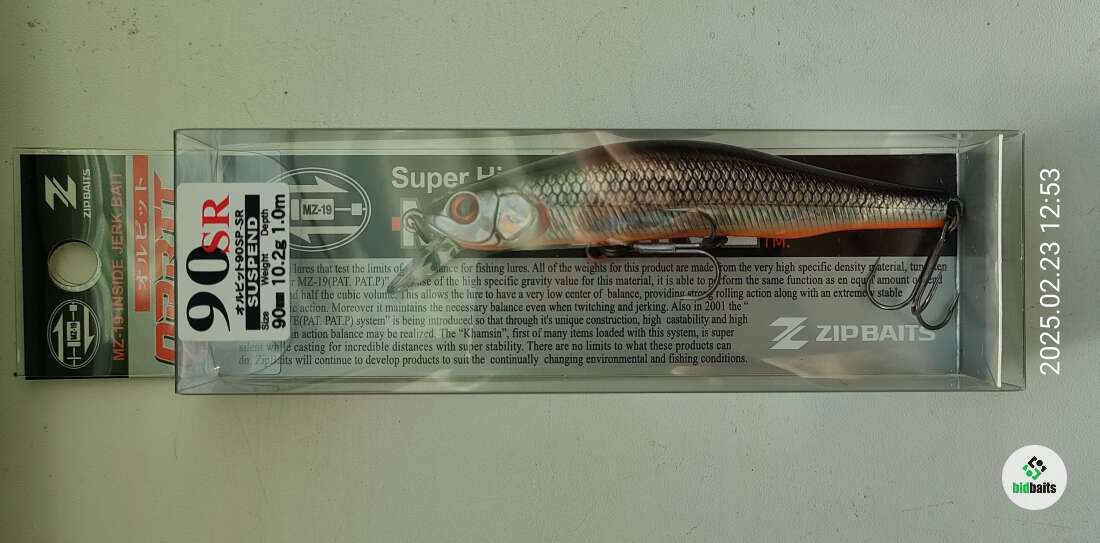 ZIPBAITS
MZ-19 INSIDE JERK BAIT
オルビット
ORBIT
90SR
オルビット90SP-SR
SUSPEND
Size Weight Depth
90mm 10.2g 1.0m
MZ-19
Super Hi
TM.
lures that test the limits of for fishing lures. All of the weights for this product are made from the very high specific density material,
MZ-19(PAT. PAT.P)" use of the high specific gravity value for this material, it is able to perform the same function as an equal amount
half the cubic volume. This allows the lure to have a very low center of balance, providing strong rolling action along with an extremely stable
action. Moreover it maintains the necessary balance even when twitching and jerking. Also in 2001 the "
(PAT. PAT.P) system" is being introduced so that through it's unique construction, high castability and high
action balance may be realized. The "Khamsin", first of many items loaded with this system, is super
silent while casting for incredible distances with super stability. There are no limits to what these products can
do. ZipBaits will continue to develop products to suit the continually changing environmental and fishing conditions.
ZIPBAITS
2025.02.23 12:53
bidbaits